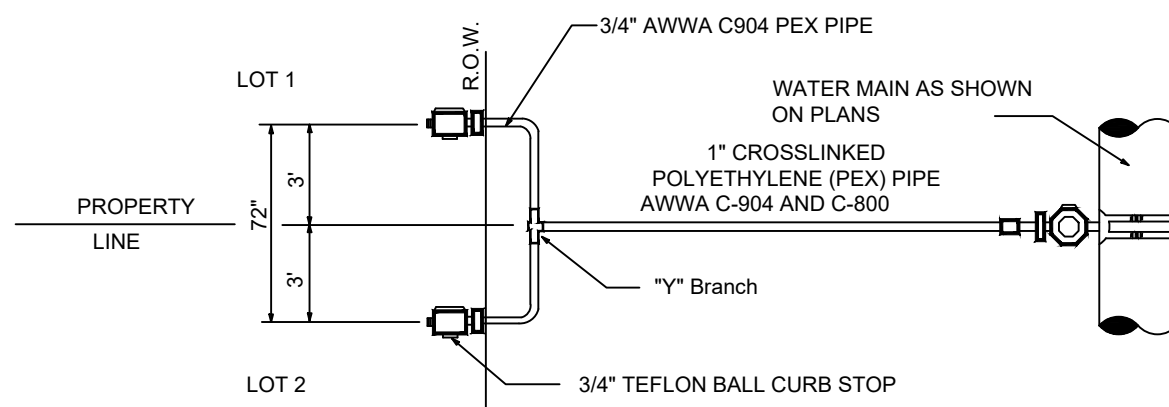 3/4" AWWA C904 PEX PIPE
R.O.W.
LOT 1
WATER MAIN AS SHOWN
ON PLANS
1" CROSSLINKED
POLYETHYLENE (PEX) PIPE
AWWA C-904 AND C-800
PROPERTY
LINE
72"
3'
3'
"Y" Branch
LOT 2
3/4" TEFLON BALL CURB STOP